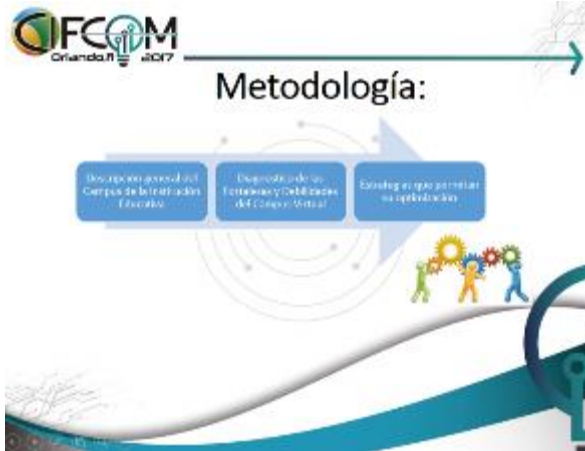 CIFCOM
Orlando.fl 2017
Metodología:
Descripción general del
Campus de la Institución
Educativa
Diagnostico de las
Fortalezas y Debilidades
del Campus Virtual
Estrategias que permitan
su optimización